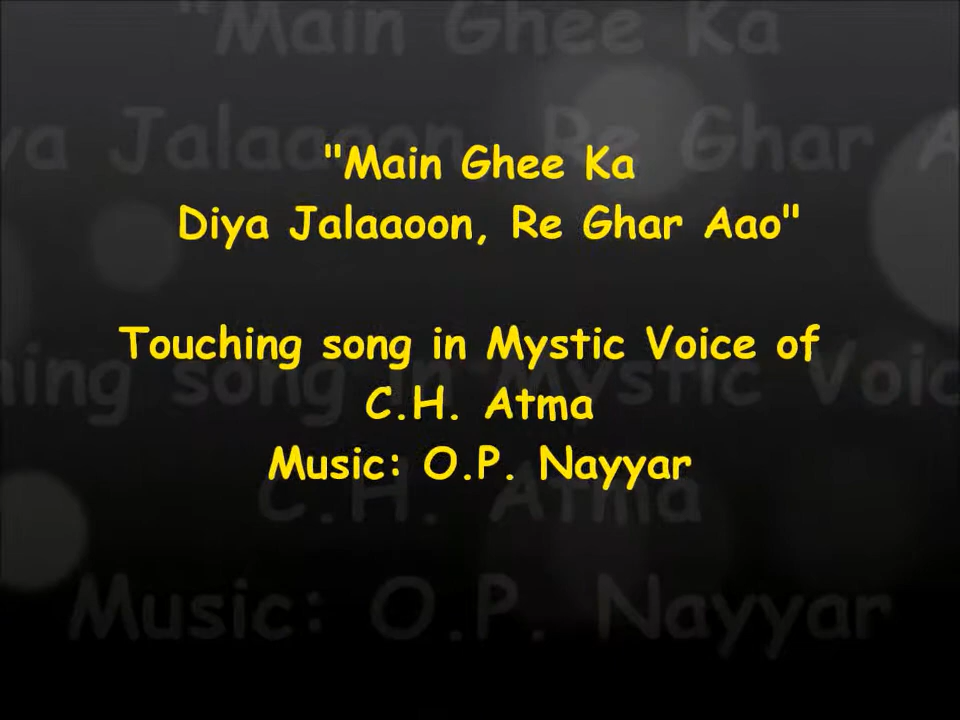 "Main Ghee Ka
Diya Jalaaoon, Re Ghar Aao"
Touching song in Mystic Voice of
C.H. Atma
Music: O.P. Nayyar